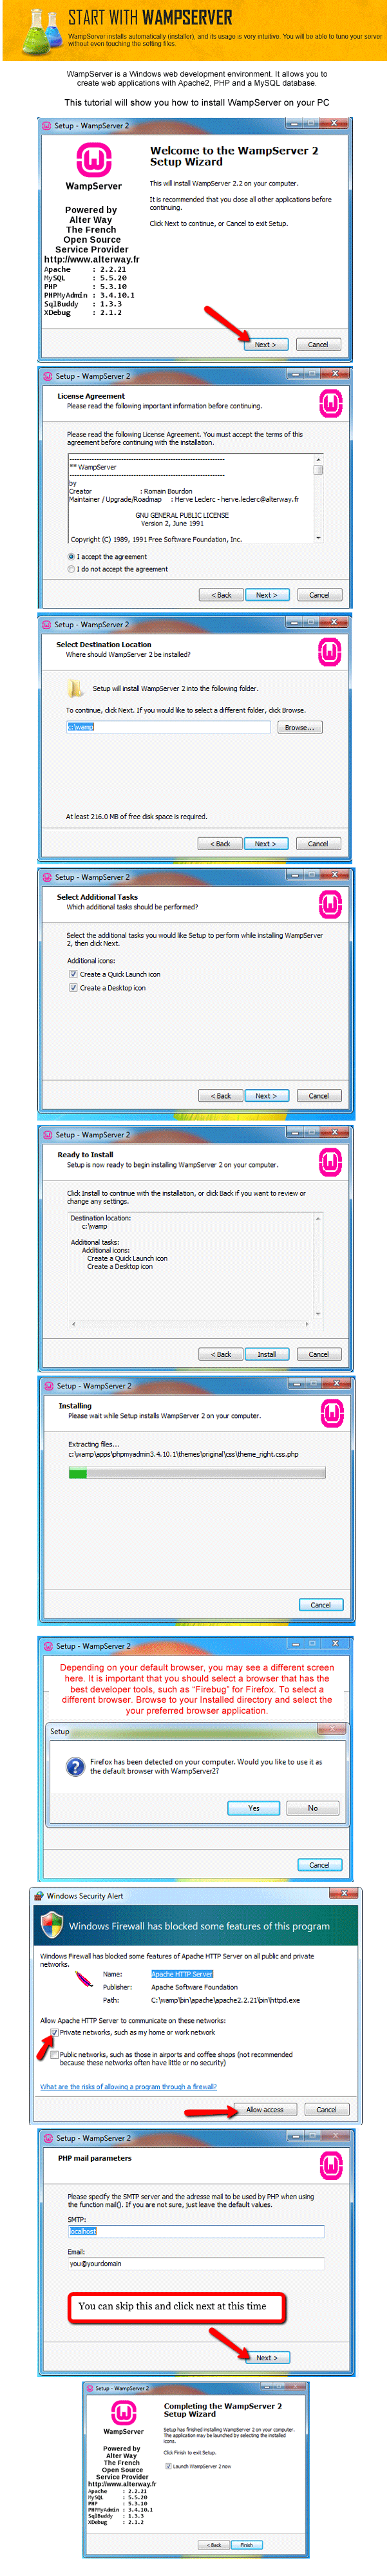 START WITH WAMPSERVER
WampServer installs automatically (installer), and its usage is very intuitive. You will be able to tune your server
without even touching the setting files.
WampServer is a Windows web development environment. It allows you to
create web applications with Apache2, PHP and a MySQL database.
This tutorial will show you how to install WampServer on your PC
Setup - WampServer 2
WampServer
Powered by
Alter Way
The French
Open Source
Service Provider
http://www.alterway.fr
Apache : 2.2.21
MySQL : 5.5.20
PHP : 5.3.10
PHPMyAdmin : 3.4.10.1
SqlBuddy : 1.3.3
XDebug : 2.1.2
Welcome to the WampServer 2
Setup Wizard
This will install WampServer 2.2 on your computer.
It is recommended that you close all other applications before
continuing.
Click Next to continue, or Cancel to exit Setup.
Next >
Cancel
Setup - WampServer 2
License Agreement
Please read the following important information before continuing.
Please read the following License Agreement. You must accept the terms of this
agreement before continuing with the installation.
** WampServer
by
Creator : Romain Bourdon
Maintainer / Upgrade/Roadmap : Herve Leclerc - herve.leclerc@alterway.fr
GNU GENERAL PUBLIC LICENSE
Version 2, June 1991
Copyright (C) 1989, 1991 Free Software Foundation, Inc.
I accept the agreement
I do not accept the agreement
< Back
Next >
Cancel
Setup - WampServer 2
Select Destination Location
Where should WampServer 2 be installed?
Setup will install WampServer 2 into the following folder.
To continue, click Next. If you would like to select a different folder, click Browse.
c:\wamp
Browse...
At least 216.0 MB of free disk space is required.
< Back
Next >
Cancel
Setup - WampServer 2
Select Additional Tasks
Which additional tasks should be performed?
Select the additional tasks you would like Setup to perform while installing WampServer
2, then click Next.
Additional icons:
Create a Quick Launch icon
Create a Desktop icon
< Back
Next >
Cancel
Setup - WampServer 2
Ready to Install
Setup is now ready to begin installing WampServer 2 on your computer.
Click Install to continue with the installation, or click Back if you want to review or
change any settings.
Destination location:
c:\wamp
Additional tasks:
Additional icons:
Create a Quick Launch icon
Create a Desktop icon
< Back
Install
Cancel
Setup - WampServer 2
Installing
Please wait while Setup installs WampServer 2 on your computer.
Extracting files...
c:\wamp\apps\phpmyadmin3.4.10.1\themes\original\css\theme_right.css.php
Cancel
Setup - WampServer 2
Depending on your default browser, you may see a different screen
here. It is important that you should select a browser that has the
best developer tools, such as “Firebug” for Firefox. To select a
different browser. Browse to your Installed directory and select the
your preferred browser application.
Setup
Firefox has been detected on your computer. Would you like to use it as
the default browser with WampServer2?
Yes
No
Cancel
Windows Security Alert
Windows Firewall has blocked some features of this program
Windows Firewall has blocked some features of Apache HTTP Server on all public and private
networks.
Name: Apache HTTP Server
Publisher: Apache Software Foundation
Path: C:\wamp\bin\apache\apache2.2.21\bin\httpd.exe
Allow Apache HTTP Server to communicate on these networks:
Private networks, such as my home or work network
Public networks, such as those in airports and coffee shops (not recommended
because these networks often have little or no security)
What are the risks of allowing a program through a firewall?
Allow access
Cancel
Setup - WampServer 2
PHP mail parameters
Please specify the SMTP server and the adresse mail to be used by PHP when using
the function mail(). If you are not sure, just leave the default values.
SMTP:
localhost
Email:
you@yourdomain
You can skip this and click next at this time
Next >
Setup - WampServer 2
WampServer
Powered by
Alter Way
The French
Open Source
Service Provider
http://www.alterway.fr
Apache : 2.2.21
MySQL : 5.5.20
PHP : 5.3.10
PHPMyAdmin : 3.4.10.1
SqlBuddy : 1.3.3
XDebug : 2.1.2
Completing the WampServer 2
Setup Wizard
Setup has finished installing WampServer 2 on your computer.
The application may be launched by selecting the installed
icons.
Click Finish to exit Setup.
Launch WampServer 2 now
< Back
Finish